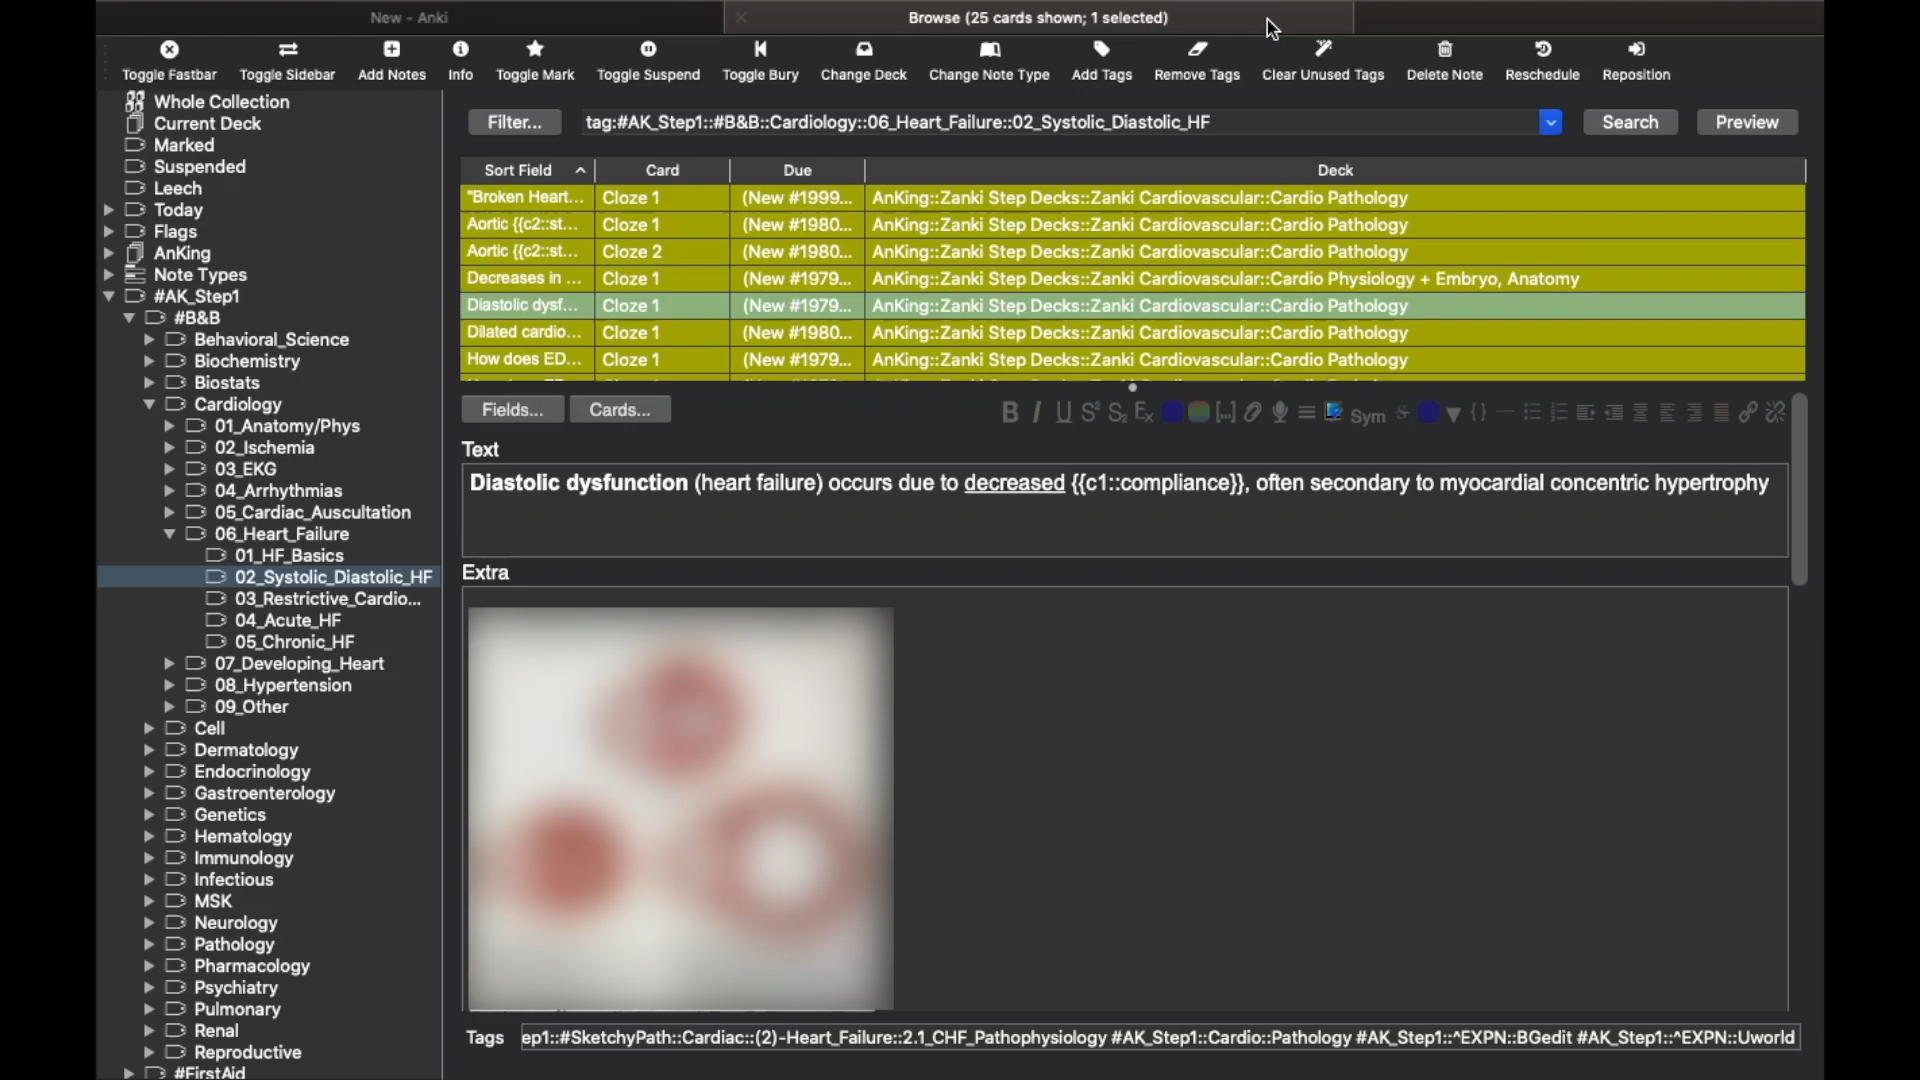 New - Anki
Browse (25 cards shown; 1 selected)
Toggle Fastbar
Toggle Sidebar
Add Notes
Info
Toggle Mark
Toggle Suspend
Toggle Bury
Change Deck
Change Note Type
Add Tags
Remove Tags
Clear Unused Tags
Delete Note
Reschedule
Reposition
Whole Collection
Current Deck
Marked
Suspended
Leech
Today
Flags
AnKing
Note Types
#AK_Step1
#B&B
Behavioral_Science
Biochemistry
Biostats
Cardiology
01_Anatomy/Phys
02_Ischemia
03_EKG
04_Arrhythmias
05_Cardiac_Auscultation
06_Heart_Failure
01_HF_Basics
02_Systolic_Diastolic_HF
03_Restrictive_Cardio...
04_Acute_HF
05_Chronic_HF
07_Developing_Heart
08_Hypertension
09_Other
Cell
Dermatology
Endocrinology
Gastroenterology
Genetics
Hematology
Immunology
Infectious
MSK
Neurology
Pathology
Pharmacology
Psychiatry
Pulmonary
Renal
Reproductive
#FirstAid
Filter...
tag:#AK_Step1::#B&B::Cardiology::06_Heart_Failure::02_Systolic_Diastolic_HF
Search
Preview
Sort Field Card Due Deck
"Broken Heart... Cloze 1 (New #1999... AnKing::Zanki Step Decks::Zanki Cardiovascular::Cardio Pathology
Aortic {{c2::st... Cloze 1 (New #1980... AnKing::Zanki Step Decks::Zanki Cardiovascular::Cardio Pathology
Aortic {{c2::st... Cloze 2 (New #1980... AnKing::Zanki Step Decks::Zanki Cardiovascular::Cardio Pathology
Decreases in ... Cloze 1 (New #1979... AnKing::Zanki Step Decks::Zanki Cardiovascular::Cardio Physiology + Embryo, Anatomy
Diastolic dysf... Cloze 1 (New #1979... AnKing::Zanki Step Decks::Zanki Cardiovascular::Cardio Pathology
Dilated cardio... Cloze 1 (New #1980... AnKing::Zanki Step Decks::Zanki Cardiovascular::Cardio Pathology
How does ED... Cloze 1 (New #1979... AnKing::Zanki Step Decks::Zanki Cardiovascular::Cardio Pathology
Fields...
Cards...
B I U S² S₂ Ex [...] Sym S {}
Text
Diastolic dysfunction (heart failure) occurs due to decreased {{c1::compliance}}, often secondary to myocardial concentric hypertrophy
Extra
Tags
ep1::#SketchyPath::Cardiac::(2)-Heart_Failure::2.1_CHF_Pathophysiology #AK_Step1::Cardio::Pathology #AK_Step1::^EXPN::BGedit #AK_Step1::^EXPN::Uworld